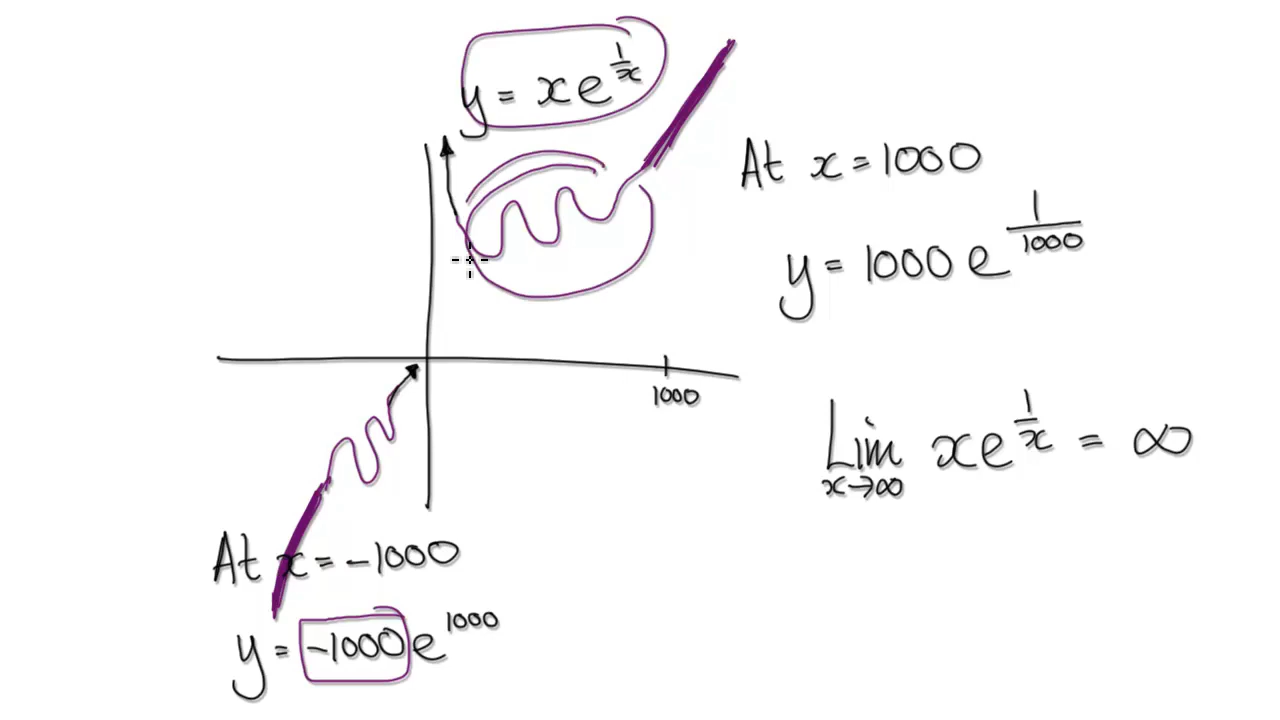 y = xe^{1/x}
At x = 1000
y = 1000 e^{1/1000}
1000
Lim x→∞ xe^{1/x} = ∞
At x = -1000
y = -1000 e^{1000}